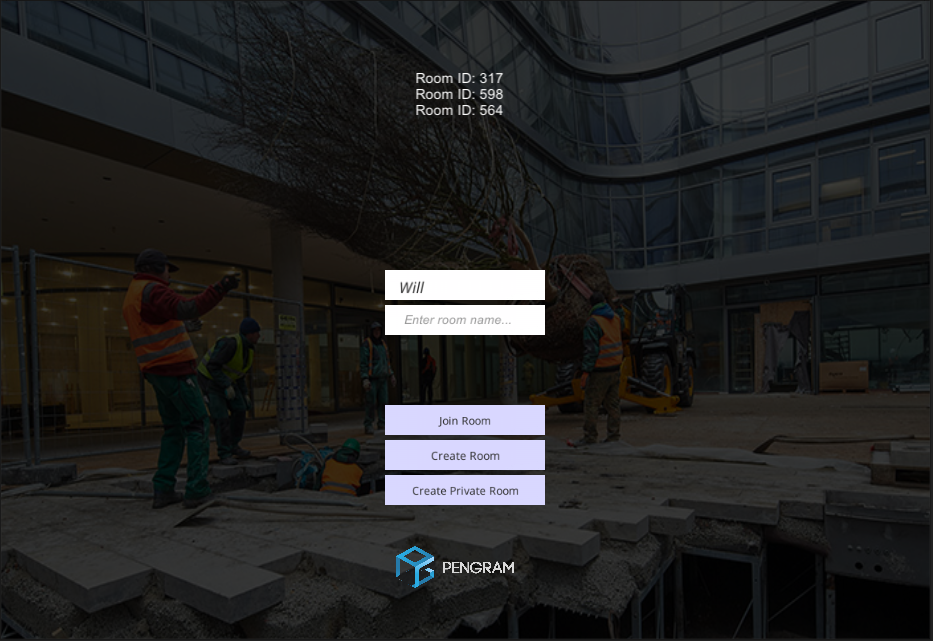 Room ID: 317
Room ID: 598
Room ID: 564
Will
Enter room name...
Join Room
Create Room
Create Private Room
PENGRAM